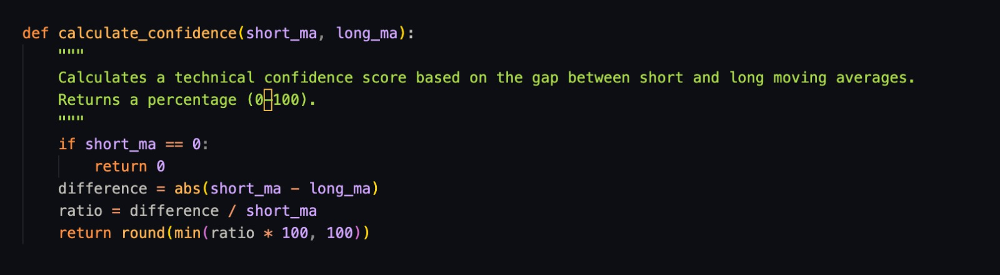 def calculate_confidence(short_ma, long_ma):
    """
    Calculates a technical confidence score based on the gap between short and long moving averages.
    Returns a percentage (0–100).
    """
    if short_ma == 0:
        return 0
    difference = abs(short_ma - long_ma)
    ratio = difference / short_ma
    return round(min(ratio * 100, 100))